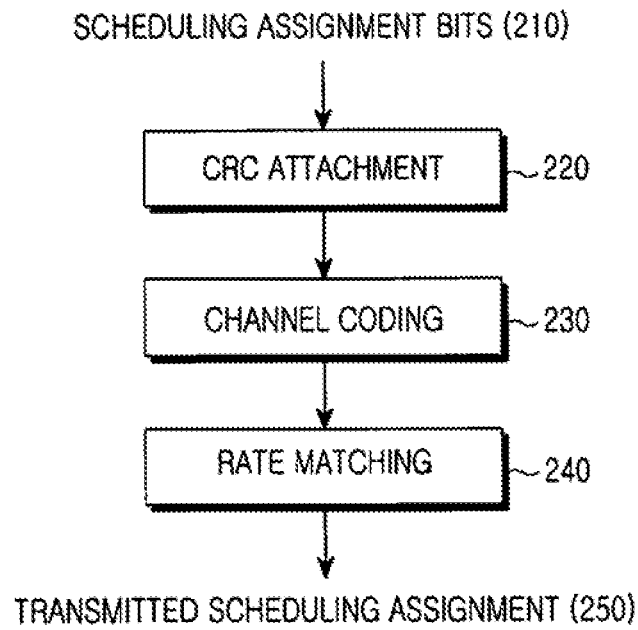 SCHEDULING ASSIGNMENT BITS (210)
CRC ATTACHMENT
220
CHANNEL CODING
230
RATE MATCHING
240
TRANSMITTED SCHEDULING ASSIGNMENT (250)